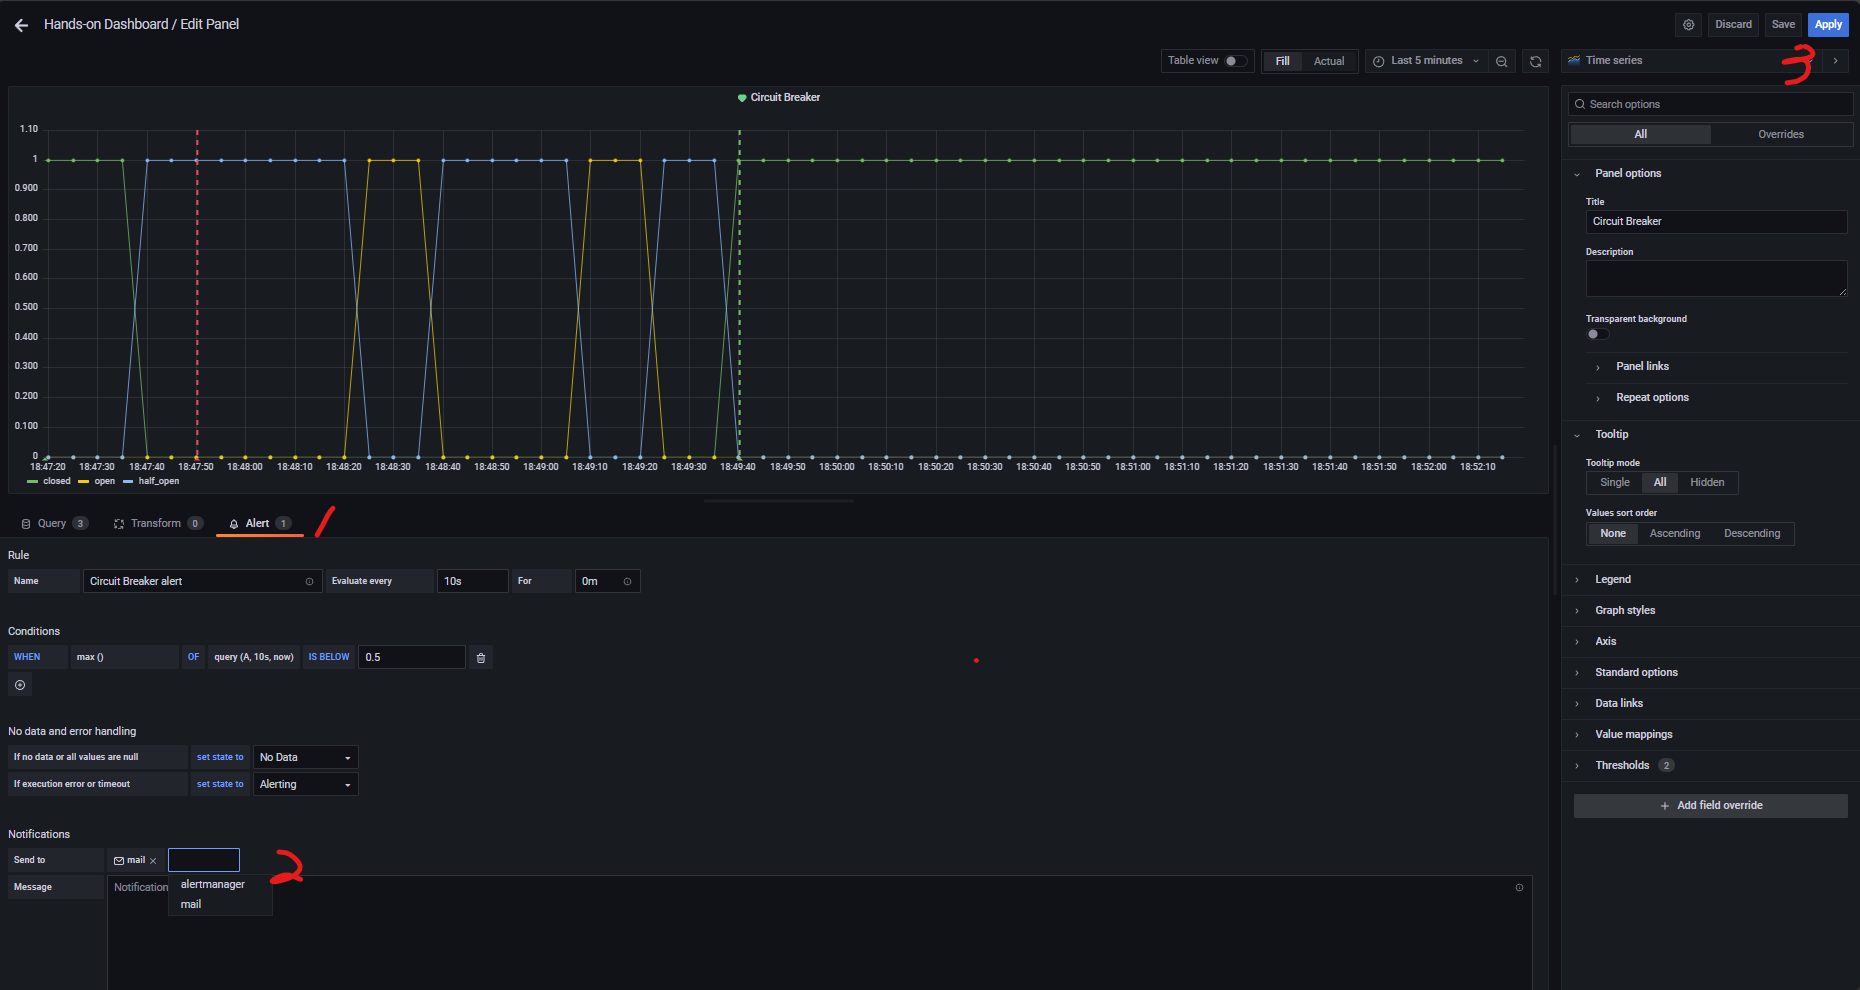 Hands-on Dashboard / Edit Panel
Discard
Save
Apply
Table view
Fill
Actual
Last 5 minutes
Time series
3
Circuit Breaker
1.10
1
0.900
0.800
0.700
0.600
0.500
0.400
0.300
0.200
0.100
0
18:47:20 18:47:30 18:47:40 18:47:50 18:48:00 18:48:10 18:48:20 18:48:30 18:48:40 18:48:50 18:49:00 18:49:10 18:49:20 18:49:30 18:49:40 18:49:50 18:50:00 18:50:10 18:50:20 18:50:30 18:50:40 18:50:50 18:51:00 18:51:10 18:51:20 18:51:30 18:51:40 18:51:50 18:52:00 18:52:10
closed open half_open
Query 3
Transform 0
Alert 1
1
Rule
Name Circuit Breaker alert Evaluate every 10s For 0m
Conditions
WHEN max () OF query (A, 10s, now) IS BELOW 0.5
No data and error handling
If no data or all values are null set state to No Data
If execution error or timeout set state to Alerting
Notifications
Send to mail
2
Message Notification
alertmanager
mail
Search options
All
Overrides
Panel options
Title
Circuit Breaker
Description
Transparent background
Panel links
Repeat options
Tooltip
Tooltip mode
Single All Hidden
Values sort order
None Ascending Descending
Legend
Graph styles
Axis
Standard options
Data links
Value mappings
Thresholds 2
Add field override